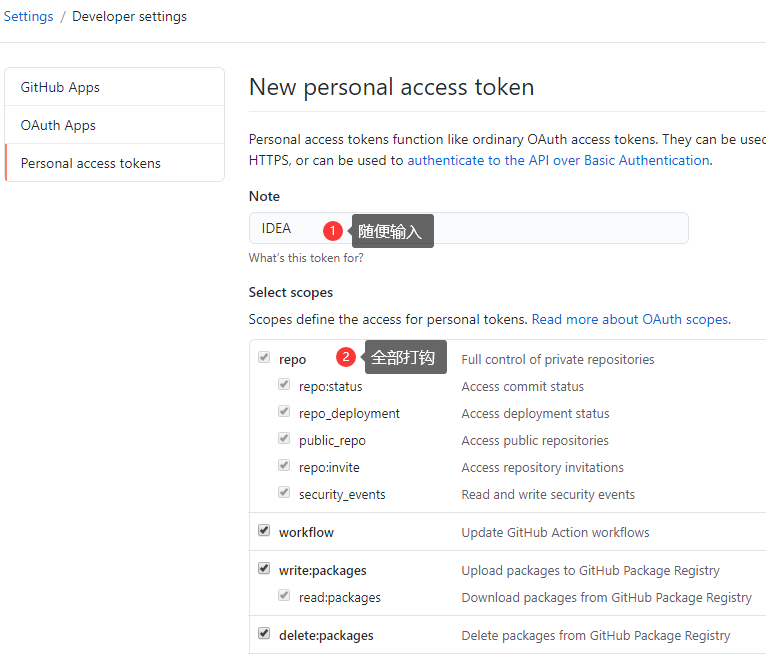 Settings / Developer settings
GitHub Apps
OAuth Apps
Personal access tokens
New personal access token
Personal access tokens function like ordinary OAuth access tokens. They can be used
HTTPS, or can be used to authenticate to the API over Basic Authentication.
Note
IDEA 1 随便输入
What's this token for?
Select scopes
Scopes define the access for personal tokens. Read more about OAuth scopes.
repo 2 全部打钩 Full control of private repositories
repo:status Access commit status
repo_deployment Access deployment status
public_repo Access public repositories
repo:invite Access repository invitations
security_events Read and write security events
workflow Update GitHub Action workflows
write:packages Upload packages to GitHub Package Registry
read:packages Download packages from GitHub Package Registry
delete:packages Delete packages from GitHub Package Registry